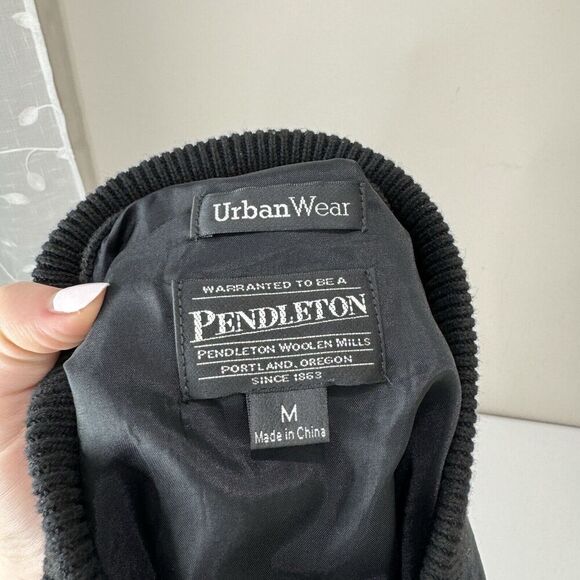 UrbanWear
WARRANTED TO BE A
PENDLETON
PENDLETON WOOLEN MILLS
PORTLAND, OREGON
SINCE 1863
M
Made in China